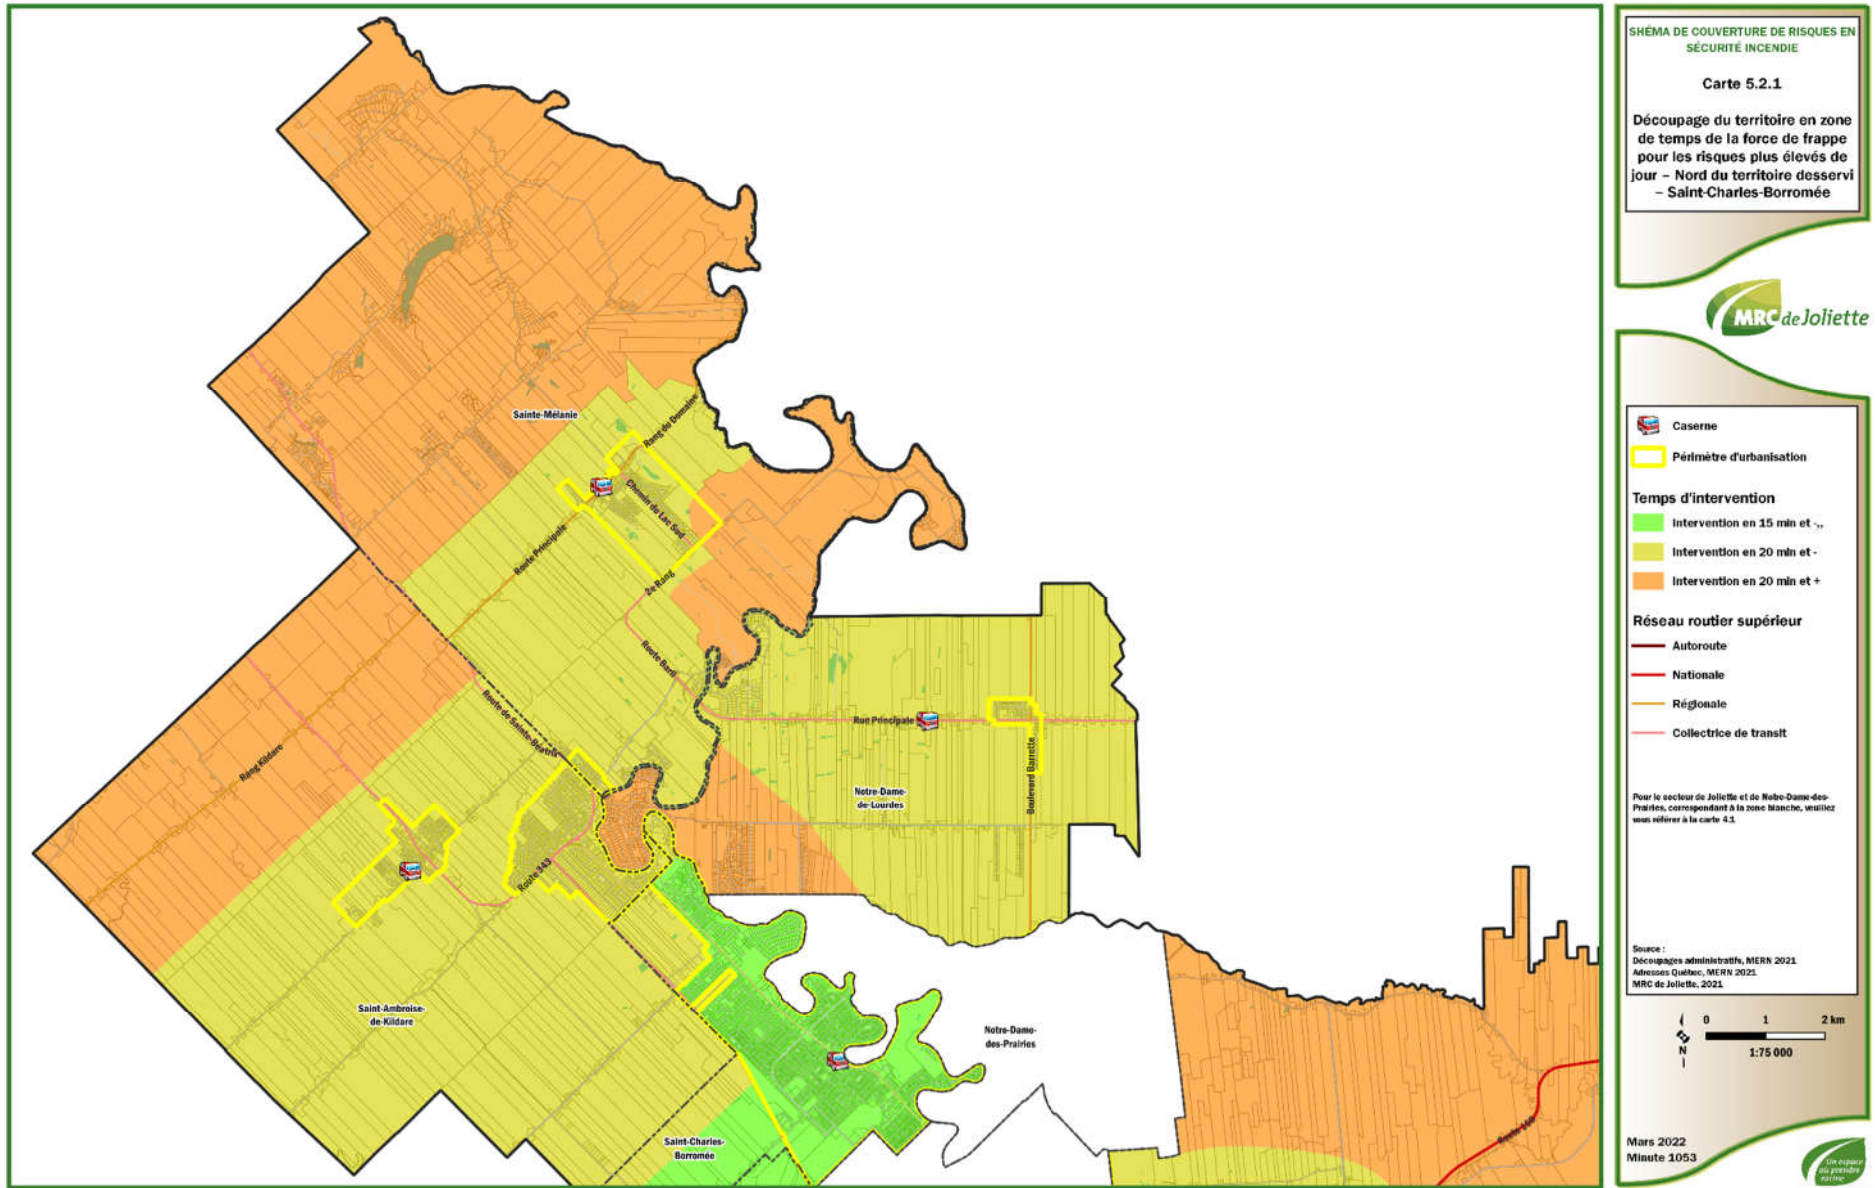 SHÉMA DE COUVERTURE DE RISQUES EN
SÉCURITÉ INCENDIE
Carte 5.2.1
Découpage du territoire en zone
de temps de la force de frappe
pour les risques plus élevés de
jour – Nord du territoire desservi
– Saint-Charles-Borromée
MRC de Joliette
Caserne
Périmètre d'urbanisation
Temps d'intervention
Intervention en 15 min et -,,
Intervention en 20 min et -
Intervention en 20 min et +
Réseau routier supérieur
Autoroute
Nationale
Régionale
Collectrice de transit
Pour le secteur de Joliette et de Notre-Dame-des-
Prairies, correspondant à la zone blanche, veuillez
vous référer à la carte 4.1
Source :
Découpages administratifs, MERN 2021
Adresses Québec, MERN 2021
MRC de Joliette, 2021
0 1 2 km
1:75 000
N
Mars 2022
Minute 1053
Un espace
où prendre
racine
Sainte-Mélanie
Rang du Domaine
Chemin du Lac Sud
Route Principale
2e Rang
Route Baril
Route de Sainte-Béatrix
Rang Kildare
Rue Principale
Boulevard Barrette
Notre-Dame-
de-Lourdes
Route 343
Saint-Ambroise-
de-Kildare
Notre-Dame-
des-Prairies
Saint-Charles-
Borromée